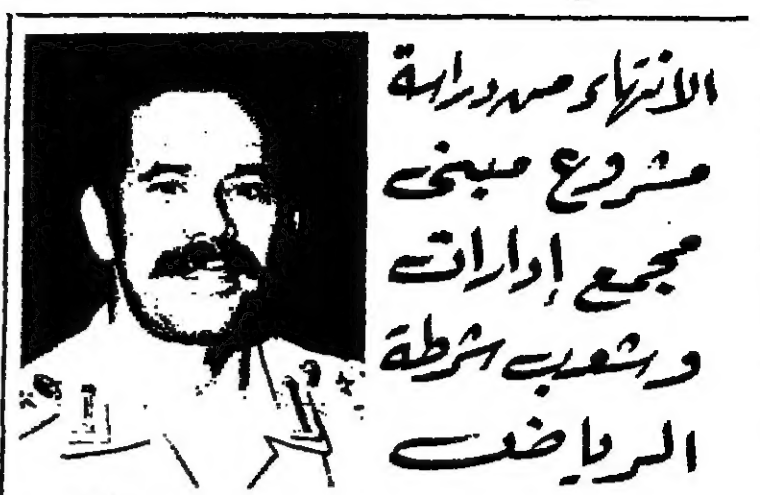 الانتهاء من دراسة
مشروع مبنى
مجمع إدارات
وشعب شرطة
الرياض